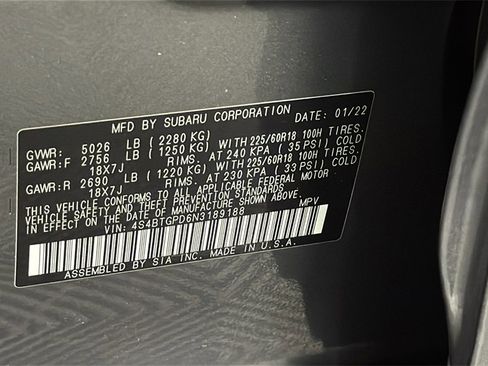 MFD BY SUBARU CORPORATION DATE: 01/22
GVWR: 5026 LB (2280 KG)
GAWR:F 2756 LB (1250 KG) WITH 225/60R18 100H TIRES.
18X7J RIMS. AT 240 KPA (35 PSI) COLD
GAWR:R 2690 LB (1220 KG) WITH 225/60R18 100H TIRES.
18X7J RIMS. AT 230 KPA (33 PSI) COLD
THIS VEHICLE CONFORMS TO ALL APPLICABLE FEDERAL MOTOR
VEHICLE SAFETY AND THEFT PREVENTION STANDARDS
IN EFFECT ON THE DATE OF MANUFACTURE SHOWN ABOVE.
VIN: 4S4BTGPD6N3189188 MPV
ASSEMBLED BY SIA INC. MADE IN U.S.A.